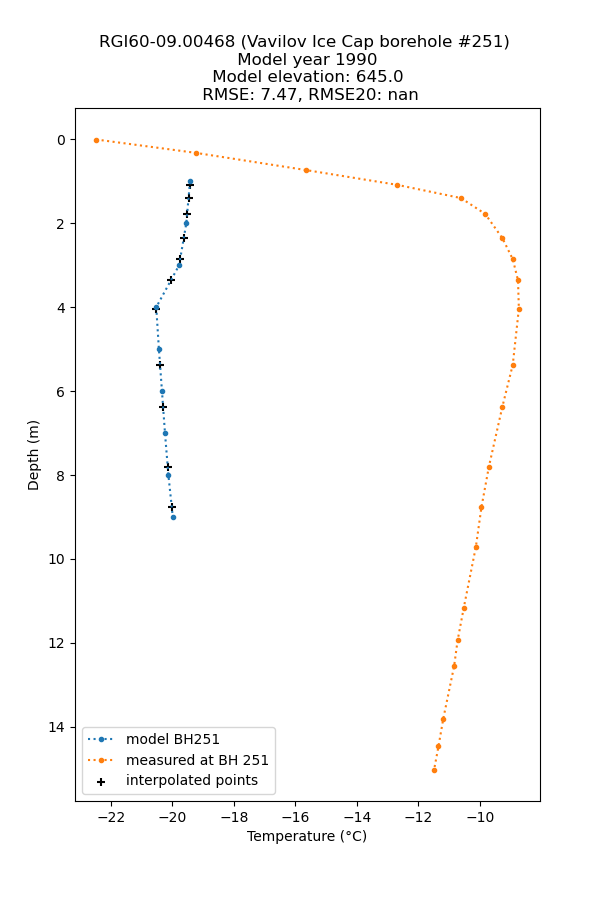 RGI60-09.00468 (Vavilov Ice Cap borehole #251)
Model year 1990
Model elevation: 645.0
RMSE: 7.47, RMSE20: nan
0
2
4
6
8
10
12
14
Depth (m)
model BH251
measured at BH 251
interpolated points
−22 −20 −18 −16 −14 −12 −10
Temperature (°C)